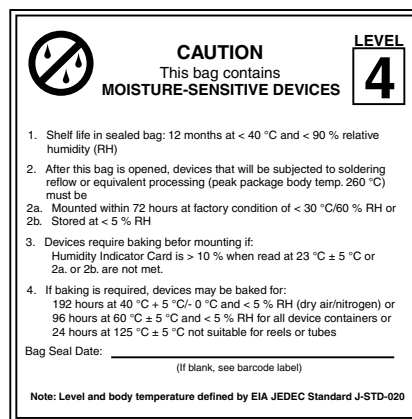 CAUTION
This bag contains
MOISTURE-SENSITIVE DEVICES
LEVEL
4
1. Shelf life in sealed bag: 12 months at < 40 °C and < 90 % relative
humidity (RH)
2. After this bag is opened, devices that will be subjected to soldering
reflow or equivalent processing (peak package body temp. 260 °C)
must be
2a. Mounted within 72 hours at factory condition of < 30 °C/60 % RH or
2b. Stored at < 5 % RH
3. Devices require baking befor mounting if:
Humidity Indicator Card is > 10 % when read at 23 °C ± 5 °C or
2a. or 2b. are not met.
4. If baking is required, devices may be baked for:
192 hours at 40 °C + 5 °C/- 0 °C and < 5 % RH (dry air/nitrogen) or
96 hours at 60 °C ± 5 °C and < 5 % RH for all device containers or
24 hours at 125 °C ± 5 °C not suitable for reels or tubes
Bag Seal Date:
(If blank, see barcode label)
Note: Level and body temperature defined by EIA JEDEC Standard J-STD-020